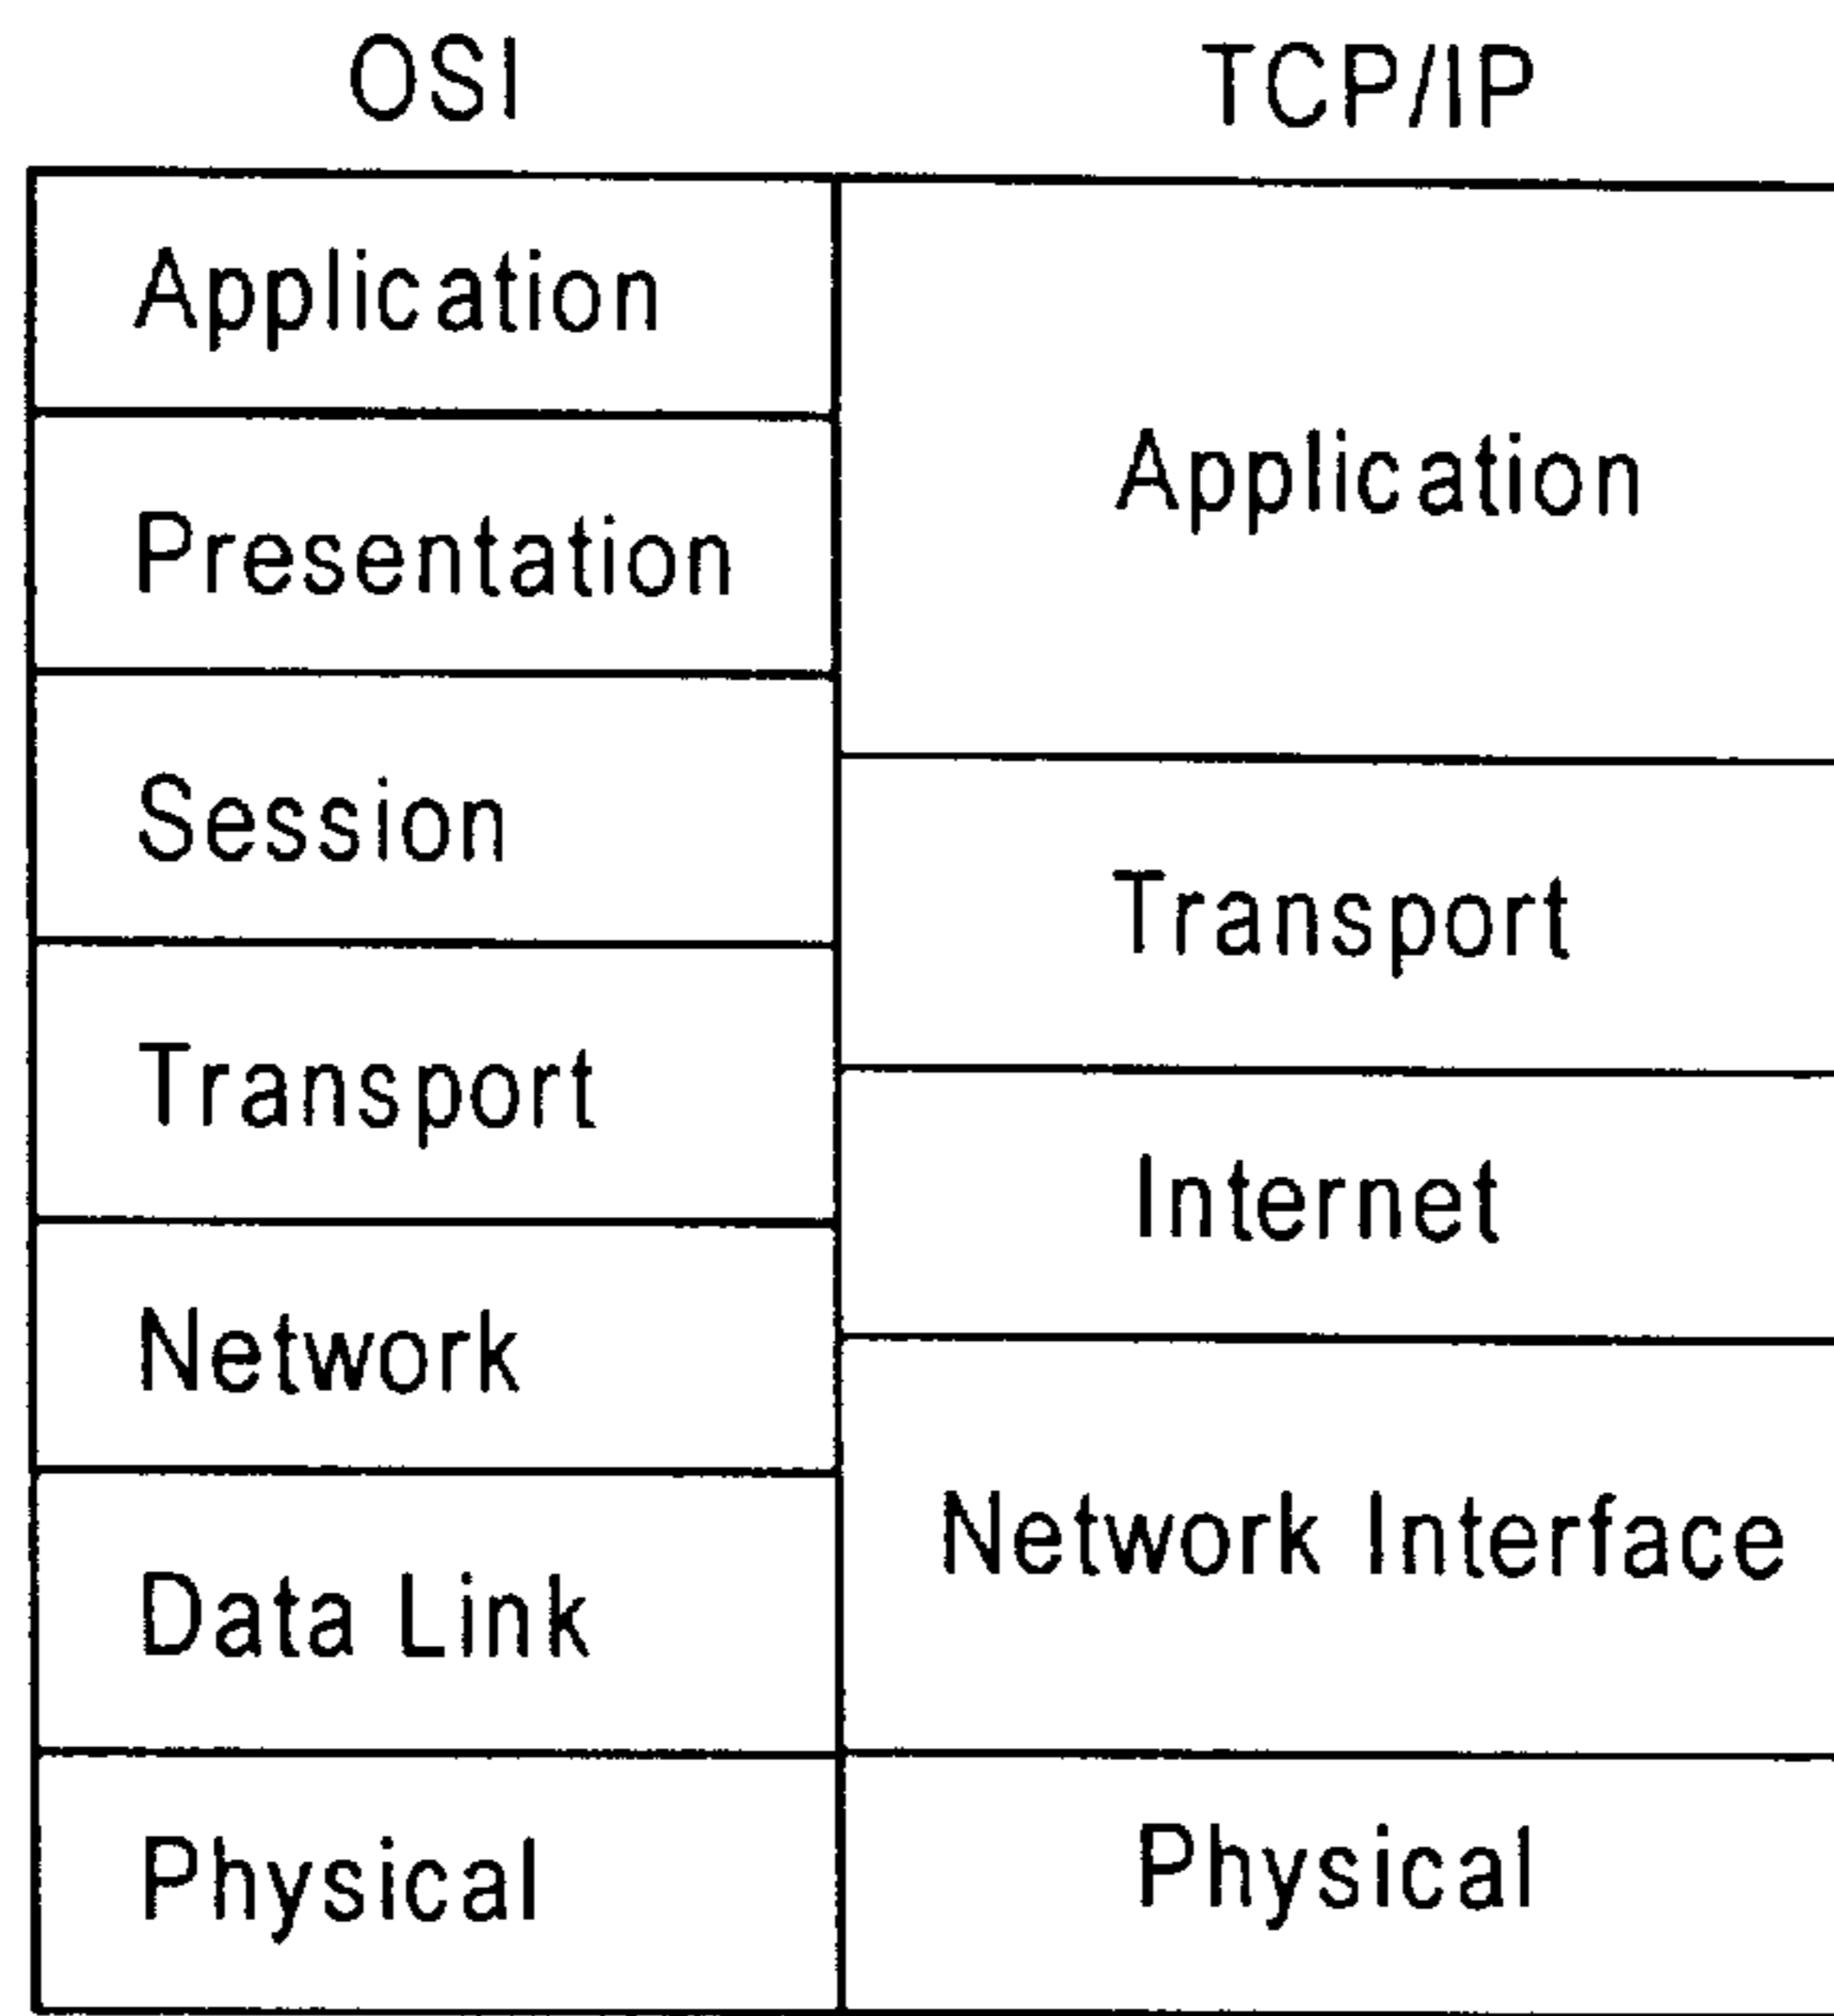 OSI
TCP/IP
Application
Presentation
Session
Transport
Network
Data Link
Physical
Application
Transport
Internet
Network Interface
Physical